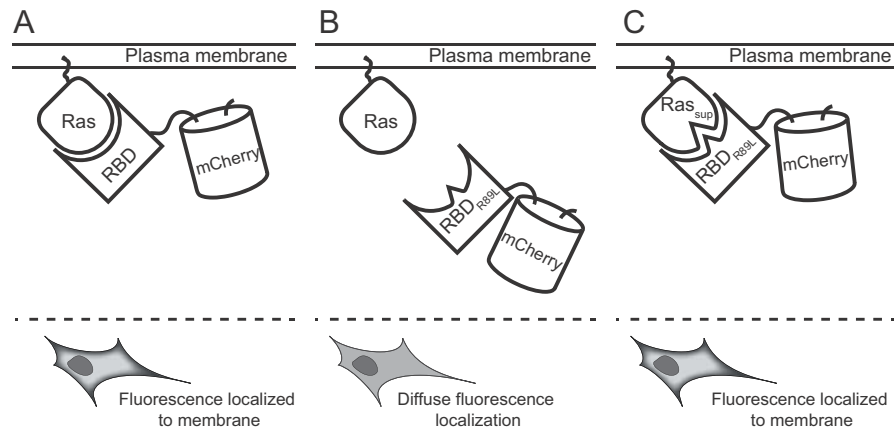 A
Plasma membrane
Ras
RBD
mCherry
Fluorescence localized
to membrane
B
Plasma membrane
Ras
RBD R89L
mCherry
Diffuse fluorescence
localization
C
Plasma membrane
Ras sup
RBD R89L
mCherry
Fluorescence localized
to membrane